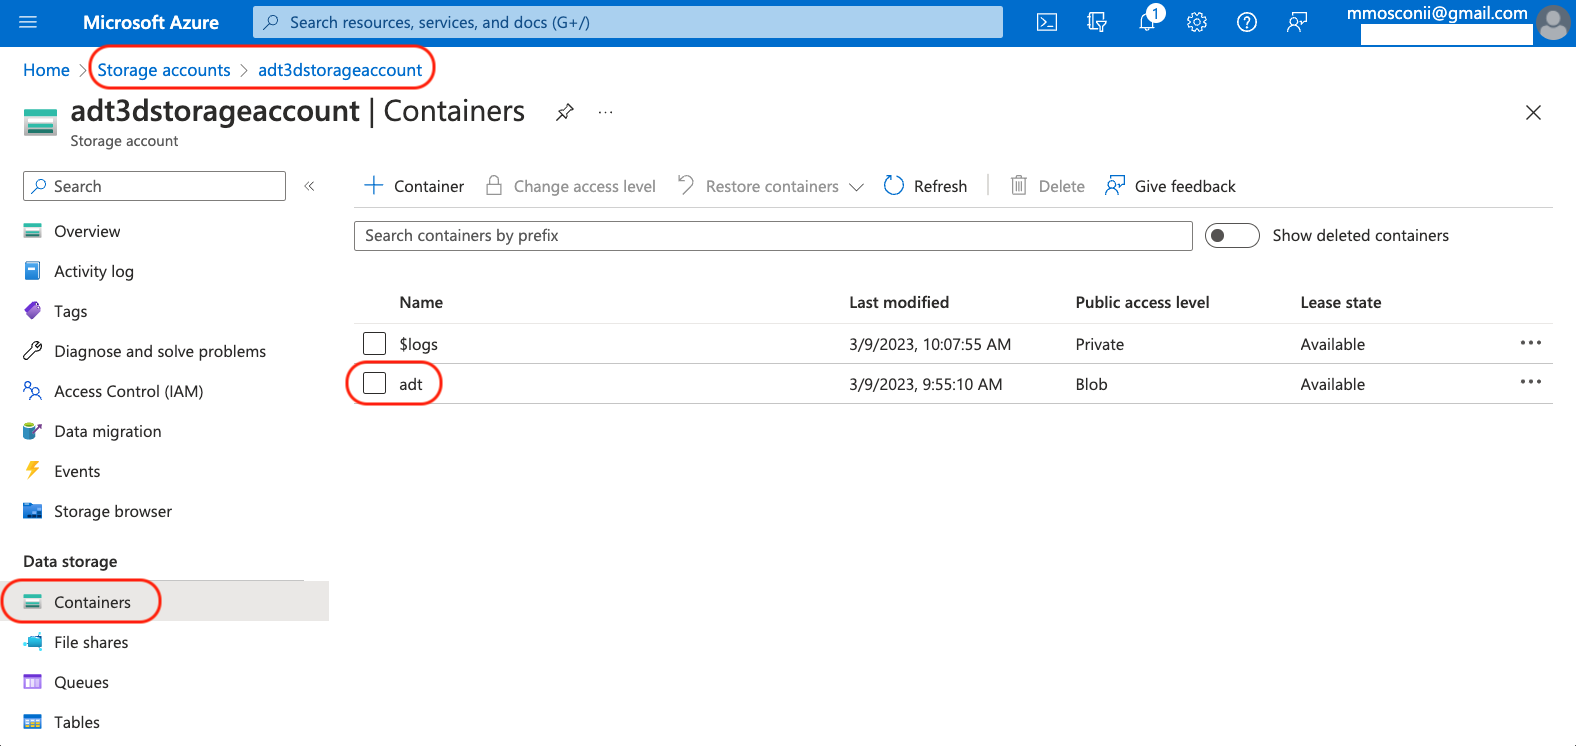 Microsoft Azure
Search resources, services, and docs (G+/)
1
mmosconii@gmail.com
Home > Storage accounts > adt3dstorageaccount
adt3dstorageaccount | Containers
Storage account
Search
Container
Change access level
Restore containers
Refresh
Delete
Give feedback
Search containers by prefix
Show deleted containers
Overview
Activity log
Tags
Diagnose and solve problems
Access Control (IAM)
Data migration
Events
Storage browser
Data storage
Containers
File shares
Queues
Tables
Name Last modified Public access level Lease state
$logs 3/9/2023, 10:07:55 AM Private Available
adt 3/9/2023, 9:55:10 AM Blob Available